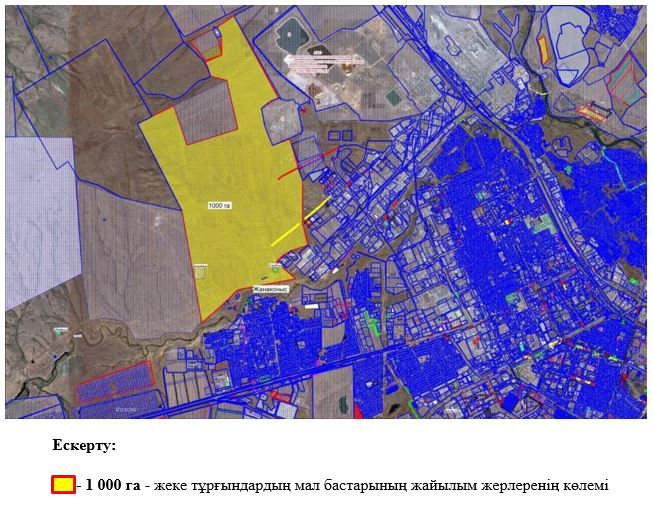 1000 га
Жанаконыс
Ескерту:
- 1 000 га - жеке тұрғындардың мал бастарының жайылым жерлеренің көлемі